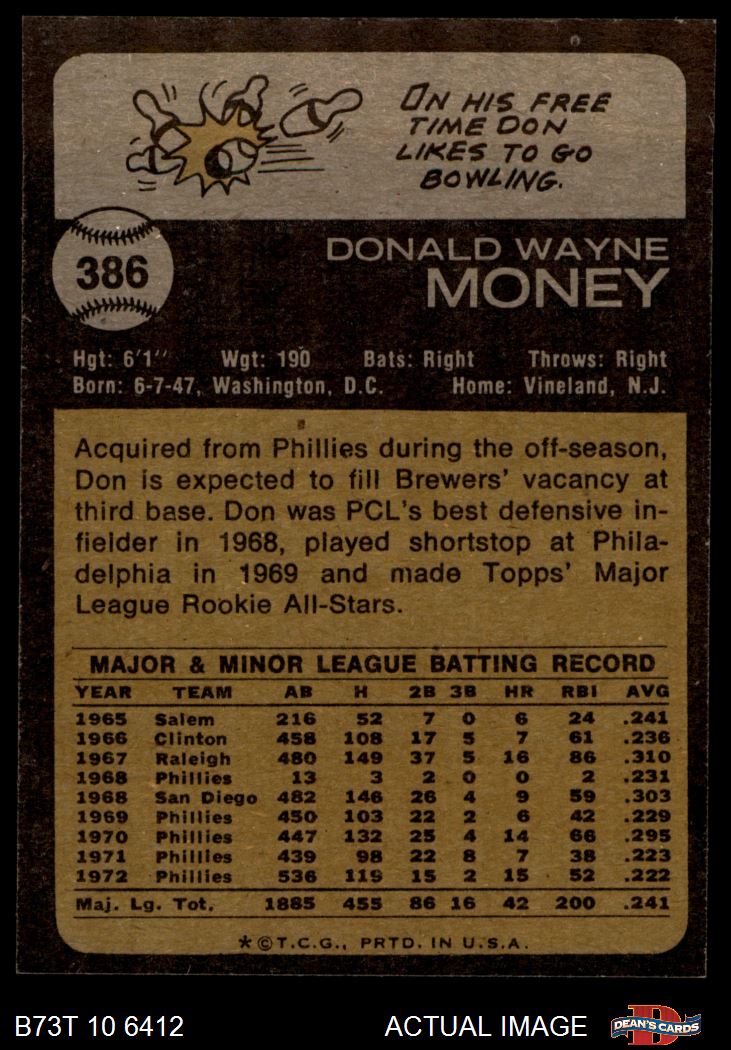 ON HIS FREE
TIME DON
LIKES TO GO
BOWLING.
386
DONALD WAYNE
MONEY
Hgt: 6'1" Wgt: 190 Bats: Right Throws: Right
Born: 6-7-47, Washington, D.C. Home: Vineland, N.J.
Acquired from Phillies during the off-season,
Don is expected to fill Brewers' vacancy at
third base. Don was PCL's best defensive in-
fielder in 1968, played shortstop at Phila-
delphia in 1969 and made Topps' Major
League Rookie All-Stars.
MAJOR & MINOR LEAGUE BATTING RECORD
YEAR TEAM AB H 2B 3B HR RBI AVG
1965 Salem 216 52 7 0 6 24 .241
1966 Clinton 458 108 17 5 7 61 .236
1967 Raleigh 480 149 37 5 16 86 .310
1968 Phillies 13 3 2 0 0 2 .231
1968 San Diego 482 146 26 4 9 59 .303
1969 Phillies 450 103 22 2 6 42 .229
1970 Phillies 447 132 25 4 14 66 .295
1971 Phillies 439 98 22 8 7 38 .223
1972 Phillies 536 119 15 2 15 52 .222
Maj. Lg. Tot. 1885 455 86 16 42 200 .241
*©T.C.G., PRTD. IN U.S.A.
B73T 10 6412 ACTUAL IMAGE DEAN'S CARDS